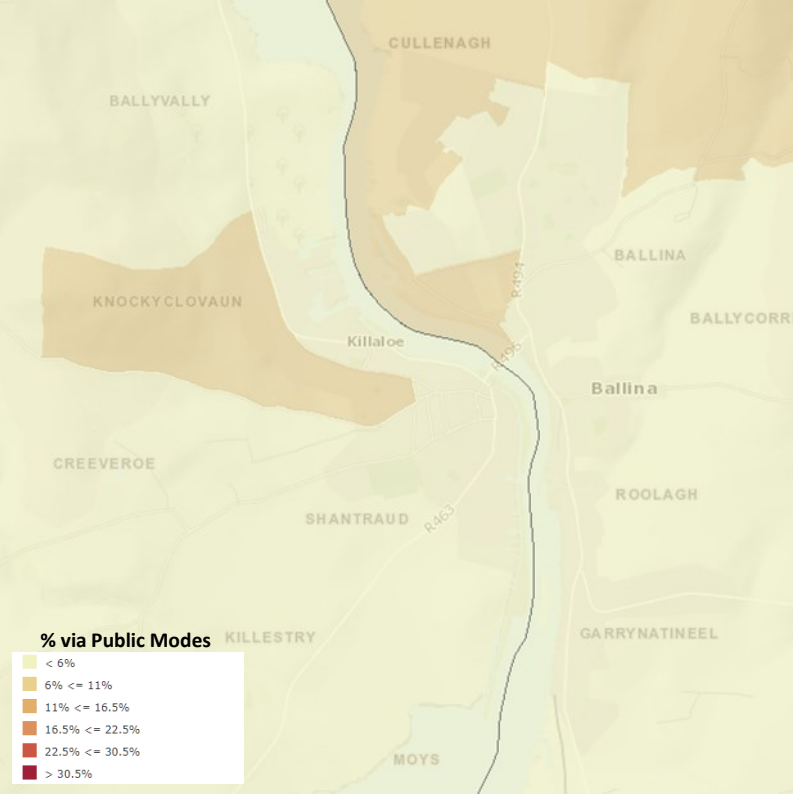 CULLENAGH
BALLYVALLY
BALLINA
R494
KNOCKYCLOVAUN
BALLYCORR
Killaloe
R496
Ballina
CREEVEROE
ROOLAGH
SHANTRAUD
R463
% via Public Modes
KILLESTRY
GARRYNATINEEL
< 6%
6% <= 11%
11% <= 16.5%
16.5% <= 22.5%
22.5% <= 30.5%
> 30.5%
MOYS